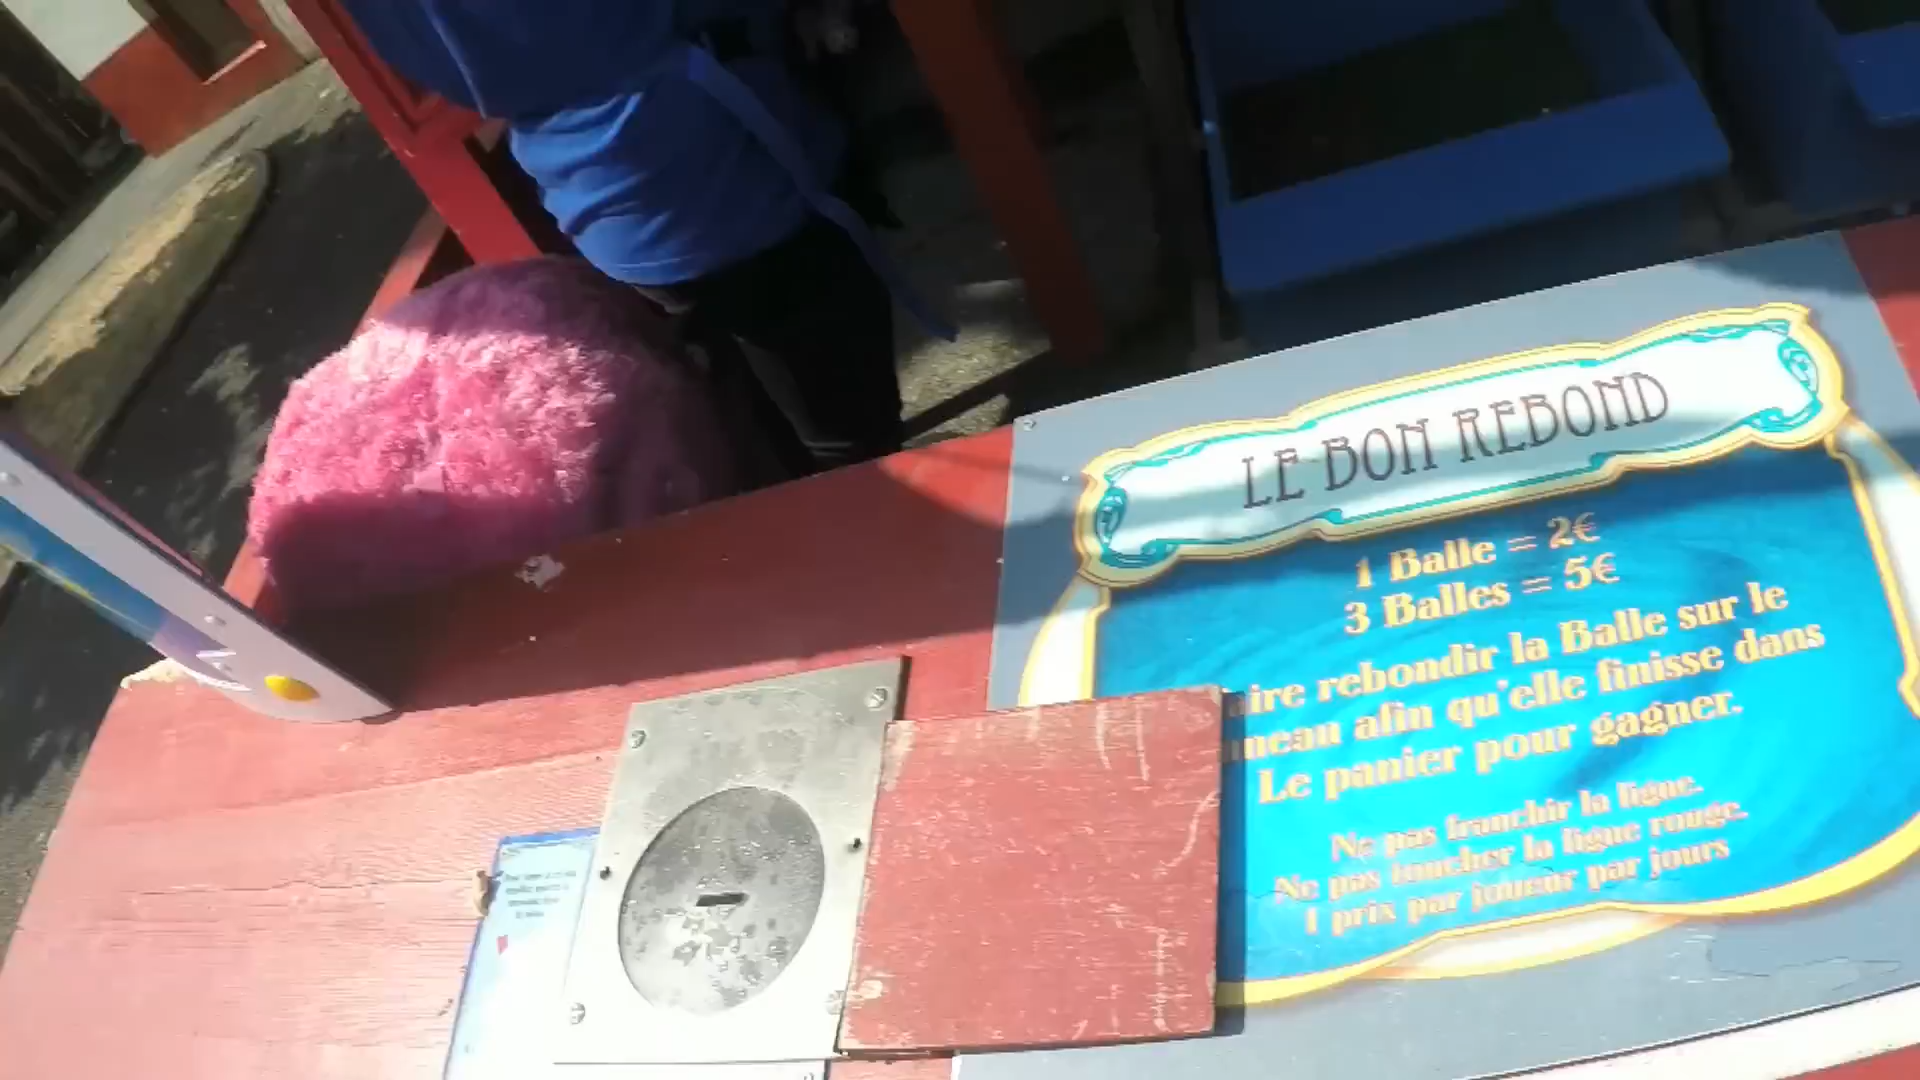 LE BON REBOND
1 Balle = 2€
3 Balles = 5€
aire rebondir la Balle sur le
nneau afin qu'elle finisse dans
Le panier pour gagner.
Ne pas franchir la ligne.
Ne pas toucher la ligne rouge.
1 prix par joueur par jours